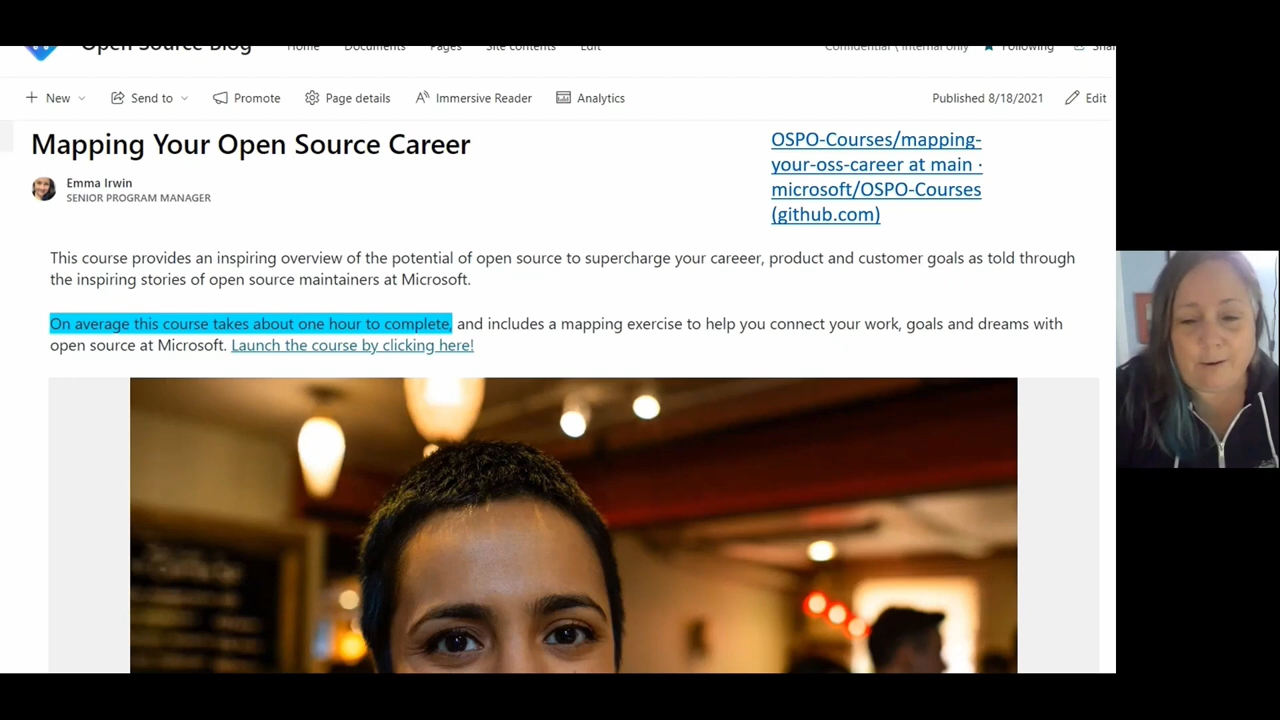 Open Source Blog Home Documents Pages Site contents Edit Confidential \ Internal only Following
New Send to Promote Page details Immersive Reader Analytics Published 8/18/2021 Edit
Mapping Your Open Source Career
Emma Irwin
SENIOR PROGRAM MANAGER
OSPO-Courses/mapping-
your-oss-career at main ·
microsoft/OSPO-Courses
(github.com)
This course provides an inspiring overview of the potential of open source to supercharge your careeer, product and customer goals as told through
the inspiring stories of open source maintainers at Microsoft.
On average this course takes about one hour to complete, and includes a mapping exercise to help you connect your work, goals and dreams with
open source at Microsoft. Launch the course by clicking here!